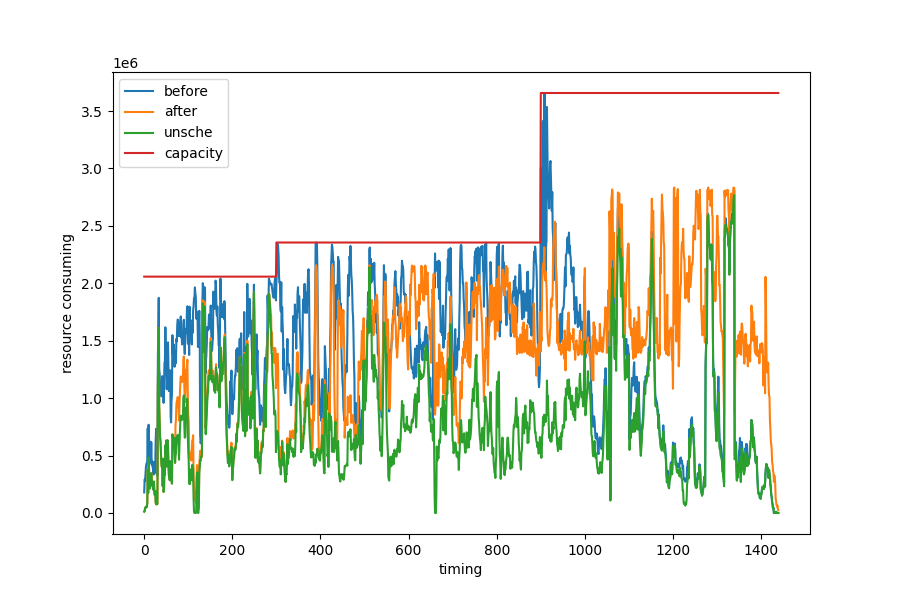 1e6
before
after
unsche
capacity
3.5
3.0
2.5
2.0
1.5
1.0
0.5
0.0
resource consuming
0 200 400 600 800 1000 1200 1400
timing